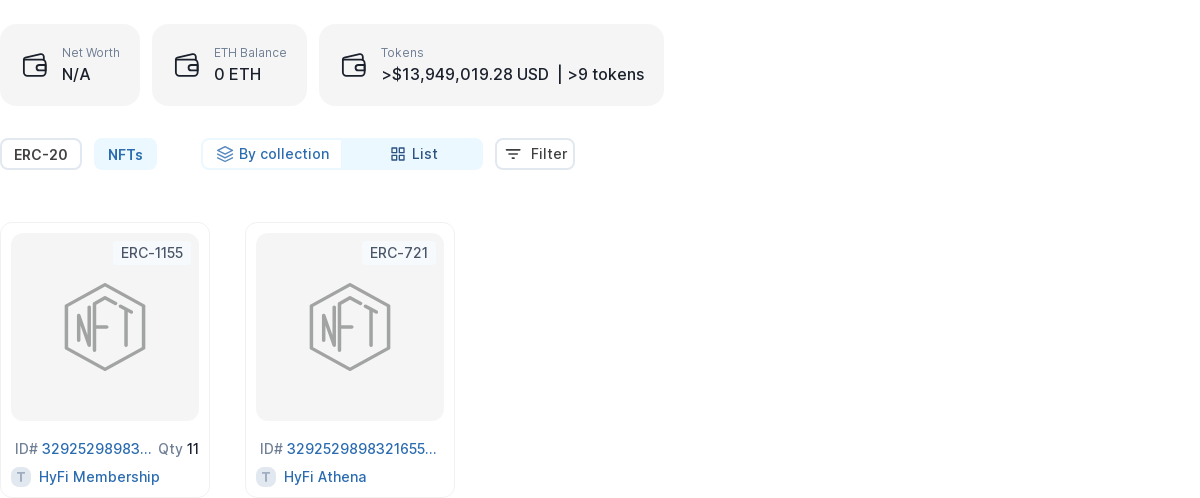 Net Worth
N/A
ETH Balance
0 ETH
Tokens
>$13,949,019.28 USD | >9 tokens
ERC-20
NFTs
By collection
List
Filter
ERC-1155
NFT
ID# 32925298983... Qty 11
T HyFi Membership
ERC-721
NFT
ID# 3292529898321655...
T HyFi Athena